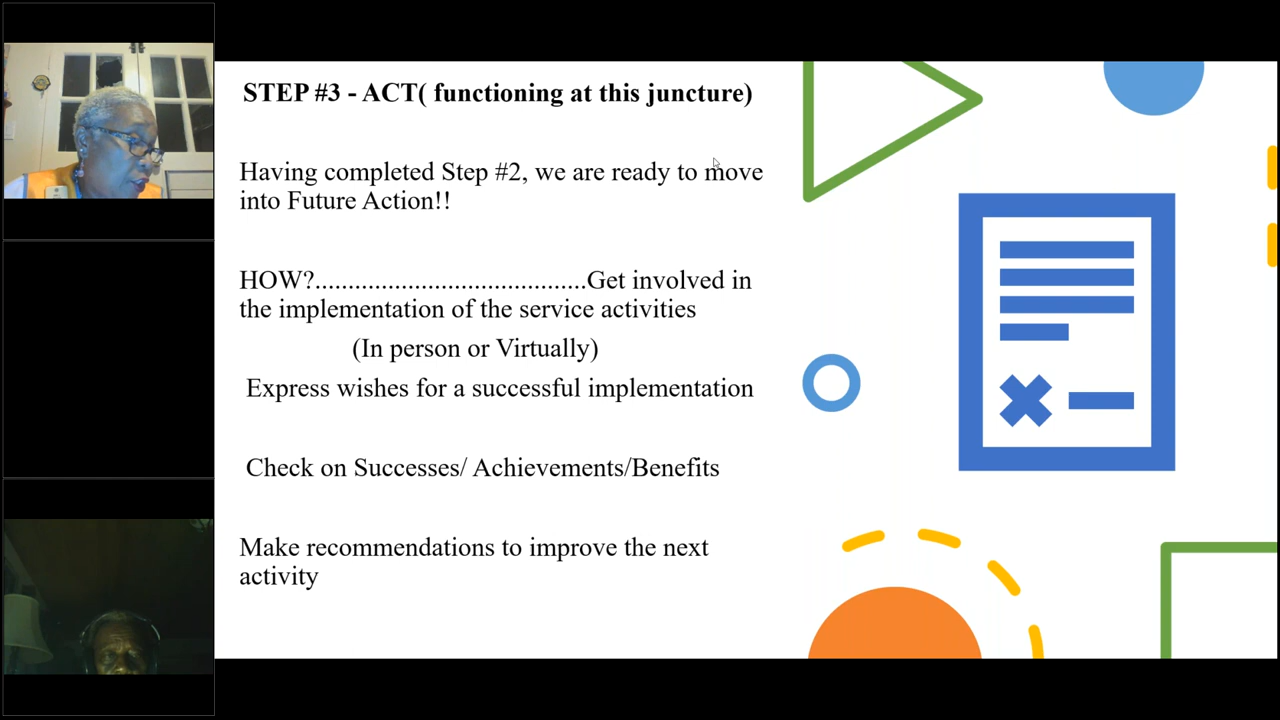 STEP #3 - ACT( functioning at this juncture)
Having completed Step #2, we are ready to move
into Future Action!!
HOW?........................................Get involved in
the implementation of the service activities
(In person or Virtually)
Express wishes for a successful implementation
Check on Successes/ Achievements/Benefits
Make recommendations to improve the next
activity